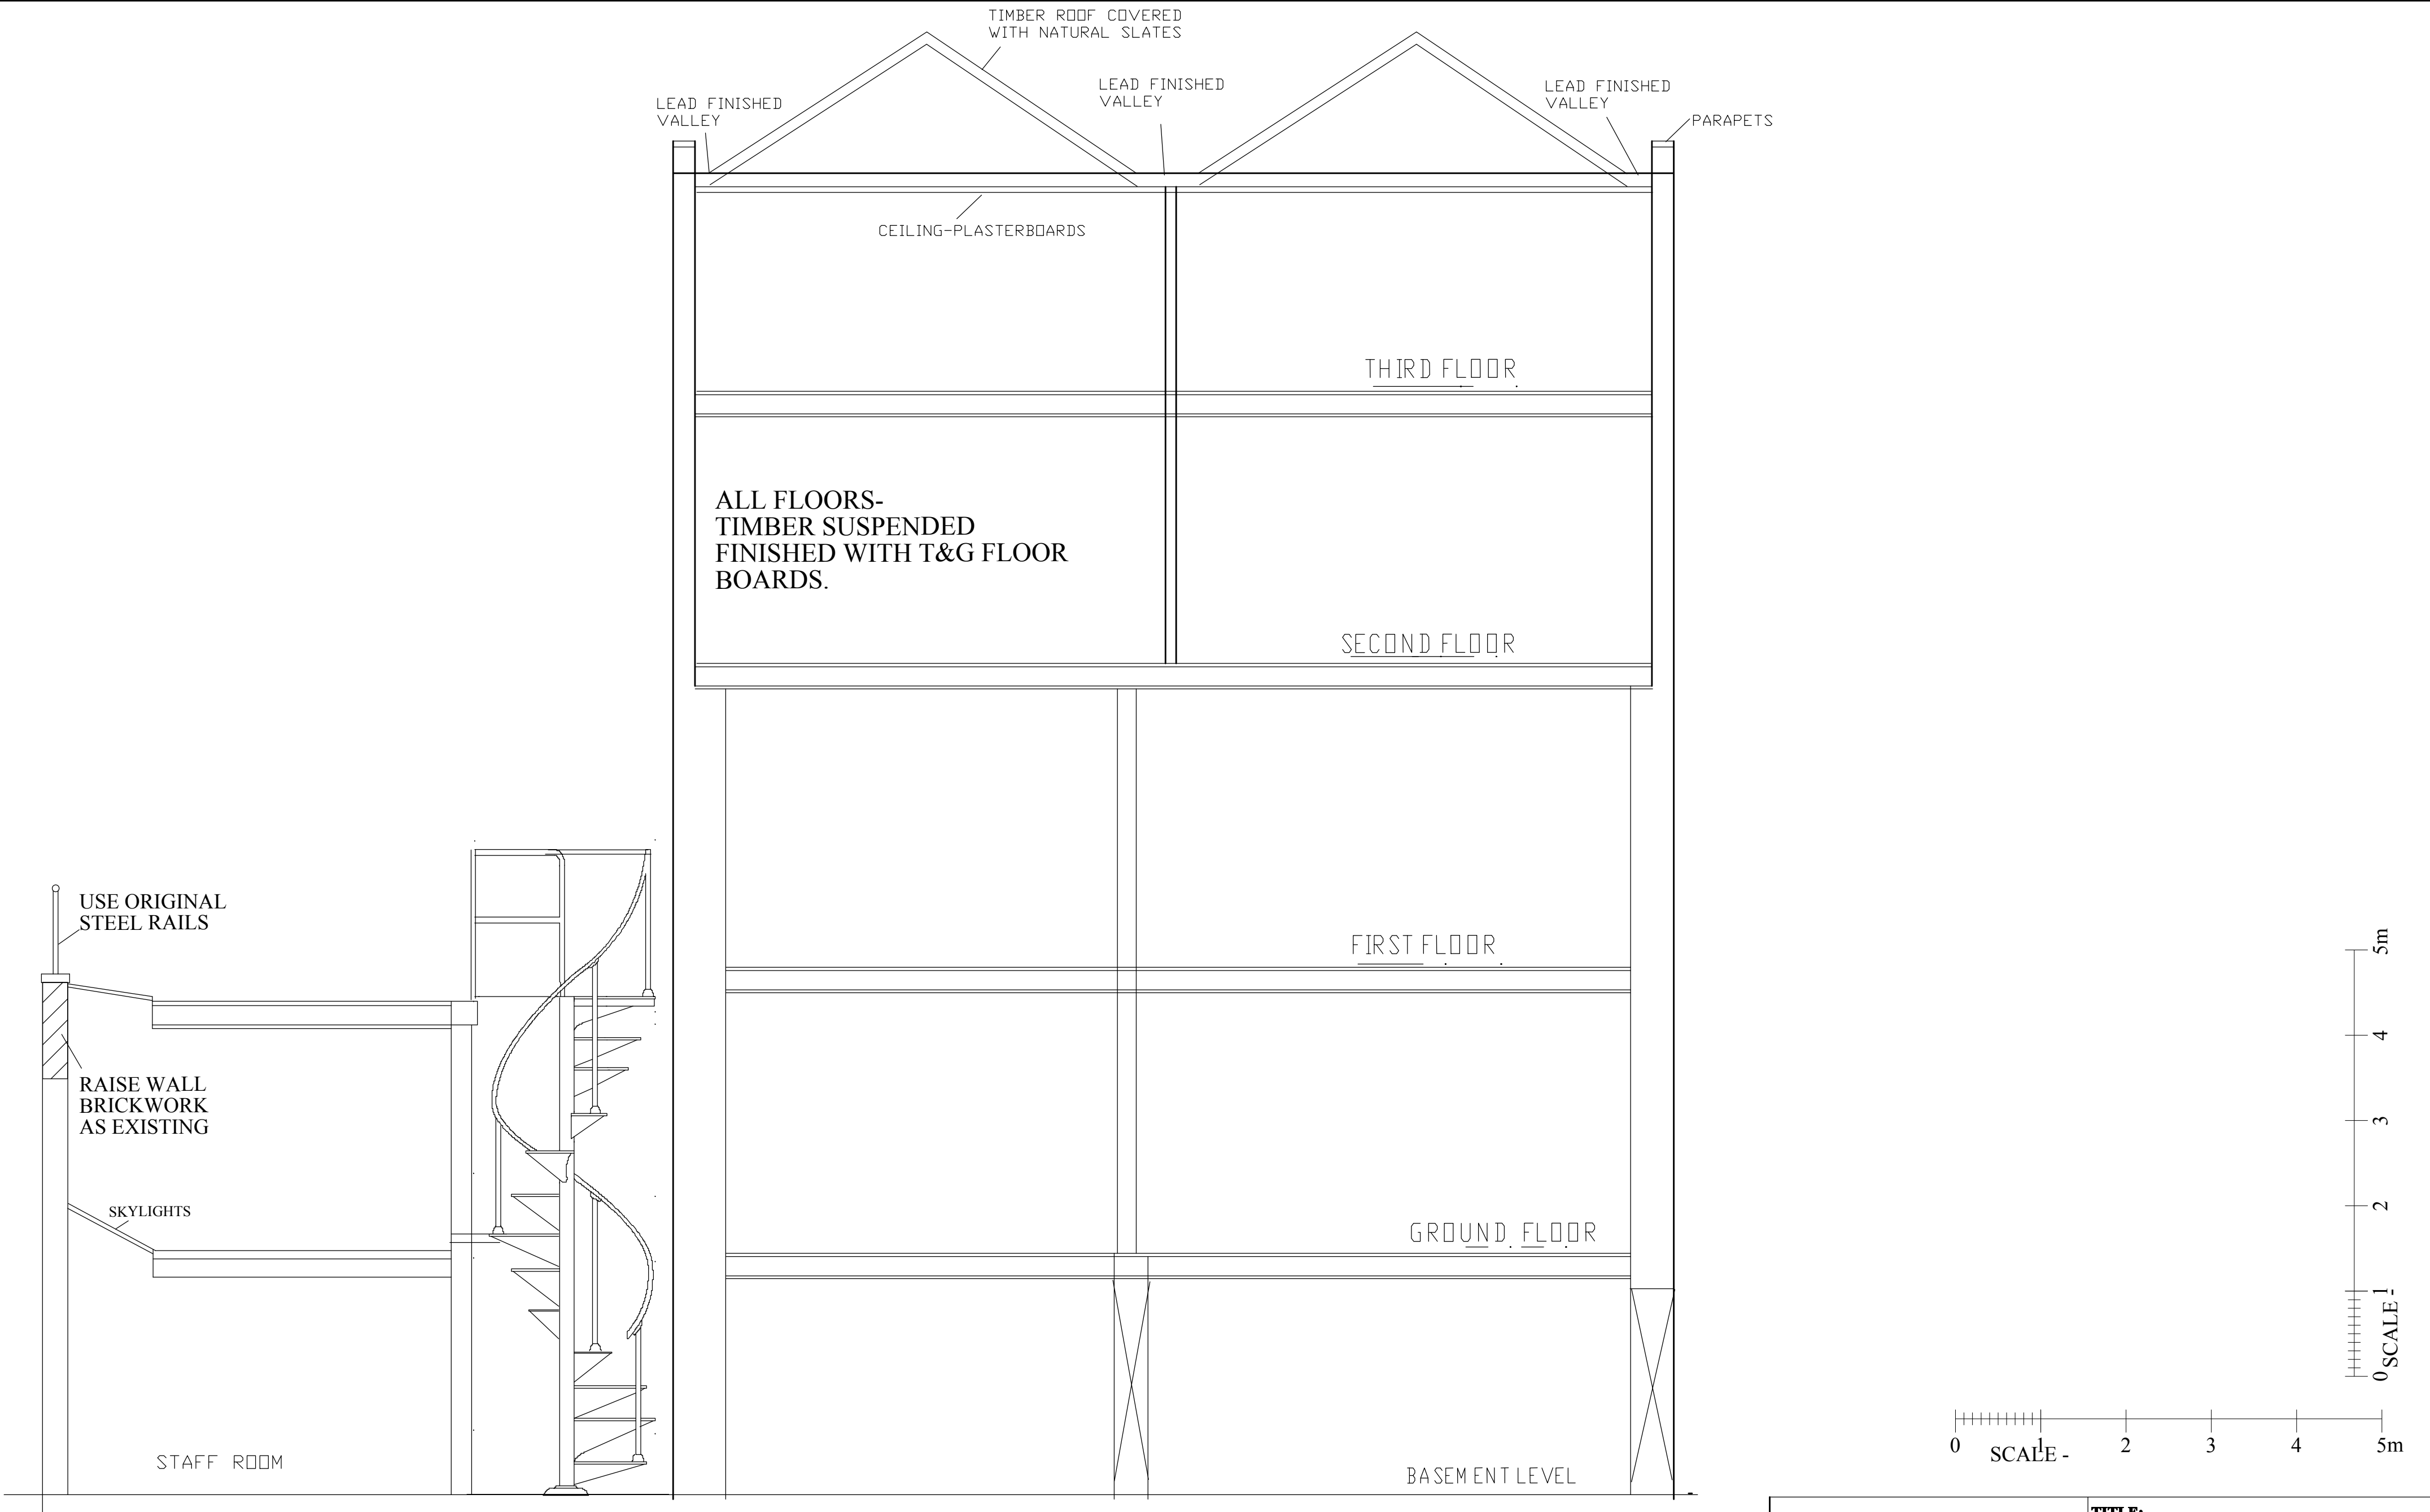 TIMBER ROOF COVERED
WITH NATURAL SLATES
LEAD FINISHED
VALLEY
LEAD FINISHED
VALLEY
LEAD FINISHED
VALLEY
PARAPETS
CEILING-PLASTERBOARDS
THIRD FLOOR
ALL FLOORS-
TIMBER SUSPENDED
FINISHED WITH T&G FLOOR
BOARDS.
SECOND FLOOR
USE ORIGINAL
STEEL RAILS
FIRST FLOOR
RAISE WALL
BRICKWORK
AS EXISTING
SKYLIGHTS
GROUND FLOOR
STAFF ROOM
BASEMENT LEVEL
5m
4
3
2
1
0
SCALE -
0
1
2
3
4
5m
SCALE -
TITLE: